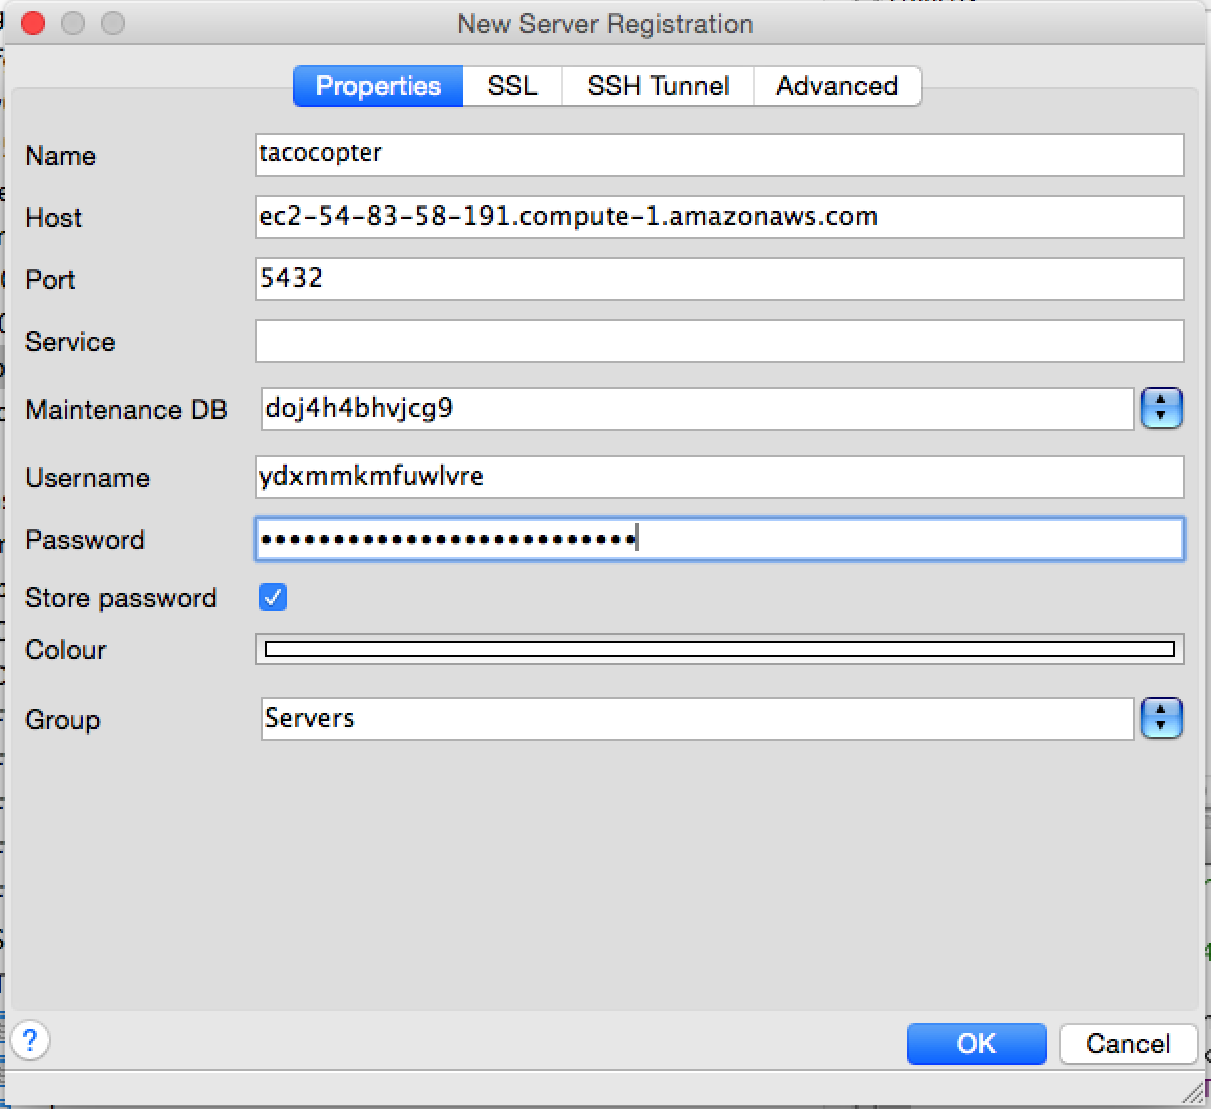 New Server Registration
Properties SSL SSH Tunnel Advanced
Name tacocopter
Host ec2-54-83-58-191.compute-1.amazonaws.com
Port 5432
Service
Maintenance DB doj4h4bhvjcg9
Username ydxmmkmfuwlvre
Password ••••••••••••••••••••••••••
Store password
Colour
Group Servers
? OK Cancel